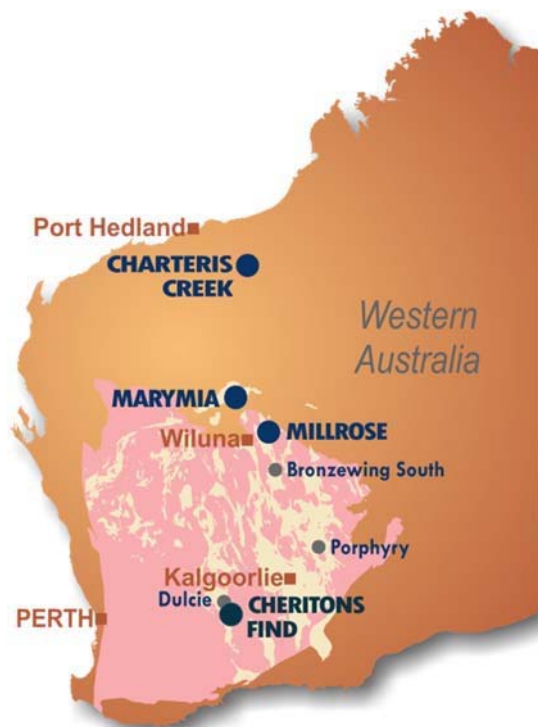 Port Hedland
CHARTERIS
CREEK
Western
Australia
MARYMIA
Wiluna
MILLROSE
Bronzewing South
Porphyry
Kalgoorlie
Dulcie
CHERITONS
FIND
PERTH